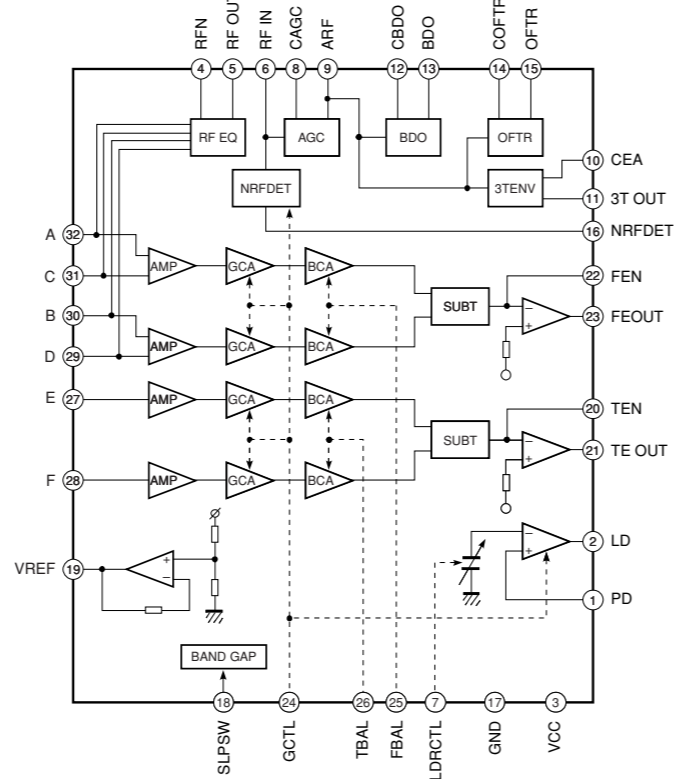 RFN
RF OUT
RF IN
CAGC
ARF
CBDO
BDO
COFTR
OFTR
4
5
6
8
9
12
13
14
15
RF EQ
AGC
BDO
OFTR
10 CEA
NRFDET
3TENV
11 3T OUT
16 NRFDET
A 32
C 31
AMP
GCA
BCA
22 FEN
B 30
SUBT
−
+
23 FEOUT
D 29
AMP
GCA
BCA
E 27
AMP
GCA
BCA
20 TEN
SUBT
−
+
21 TE OUT
F 28
AMP
GCA
BCA
VREF 19
+
−
−
+
2 LD
1 PD
BAND GAP
18
24
26
25
7
17
3
SLPSW
GCTL
TBAL
FBAL
LDRCTL
GND
VCC